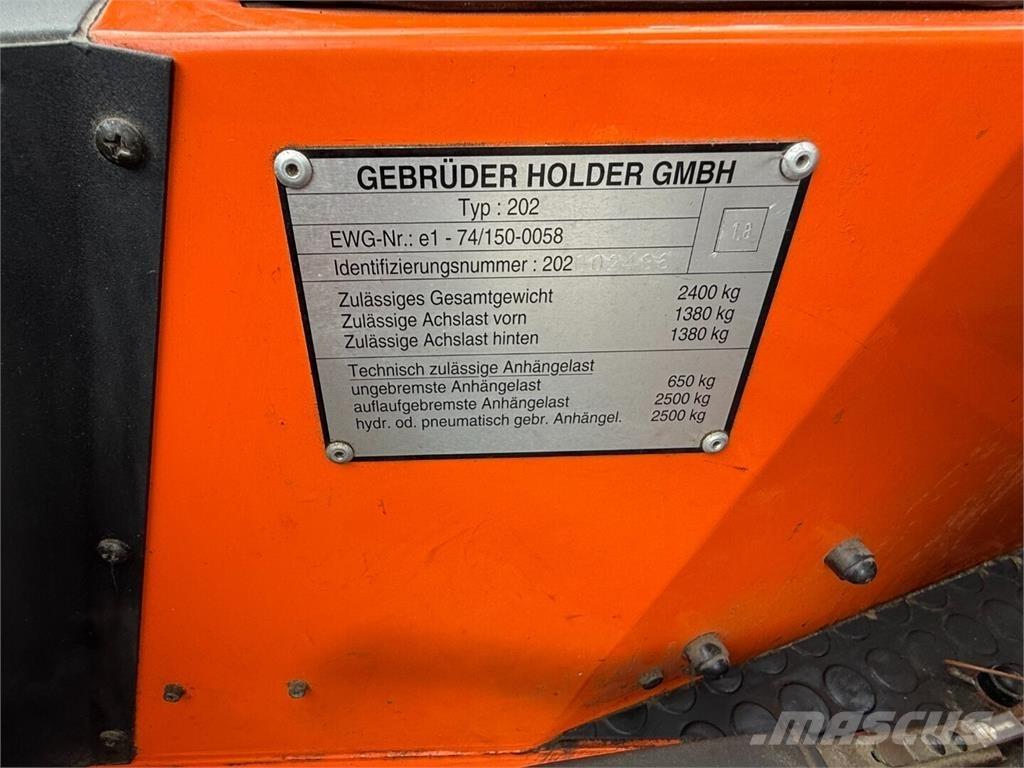 GEBRÜDER HOLDER GMBH
Typ : 202
EWG-Nr.: e1 - 74/150-0058
1.8
Identifizierungsnummer : 202
Zulässiges Gesamtgewicht 2400 kg
Zulässige Achslast vorn 1380 kg
Zulässige Achslast hinten 1380 kg
Technisch zulässige Anhängelast
ungebremste Anhängelast 650 kg
auflaufgebremste Anhängelast 2500 kg
hydr. od. pneumatisch gebr. Anhängel. 2500 kg
MASCUS